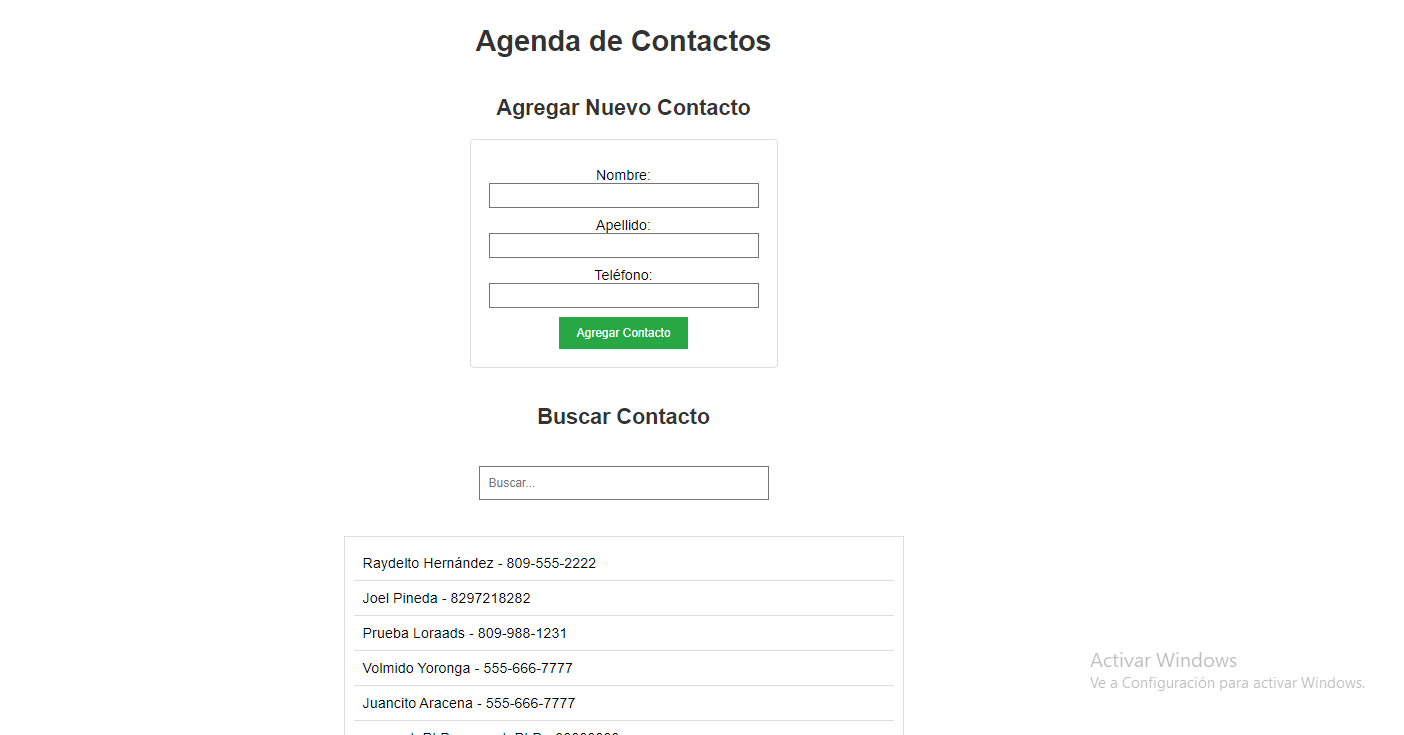 Agenda de Contactos
Agregar Nuevo Contacto
Nombre:
Apellido:
Teléfono:
Agregar Contacto
Buscar Contacto
Buscar...
Raydelto Hernández - 809-555-2222
Joel Pineda - 8297218282
Prueba Loraads - 809-988-1231
Volmido Yoronga - 555-666-7777
Juancito Aracena - 555-666-7777
Activar Windows
Ve a Configuración para activar Windows.